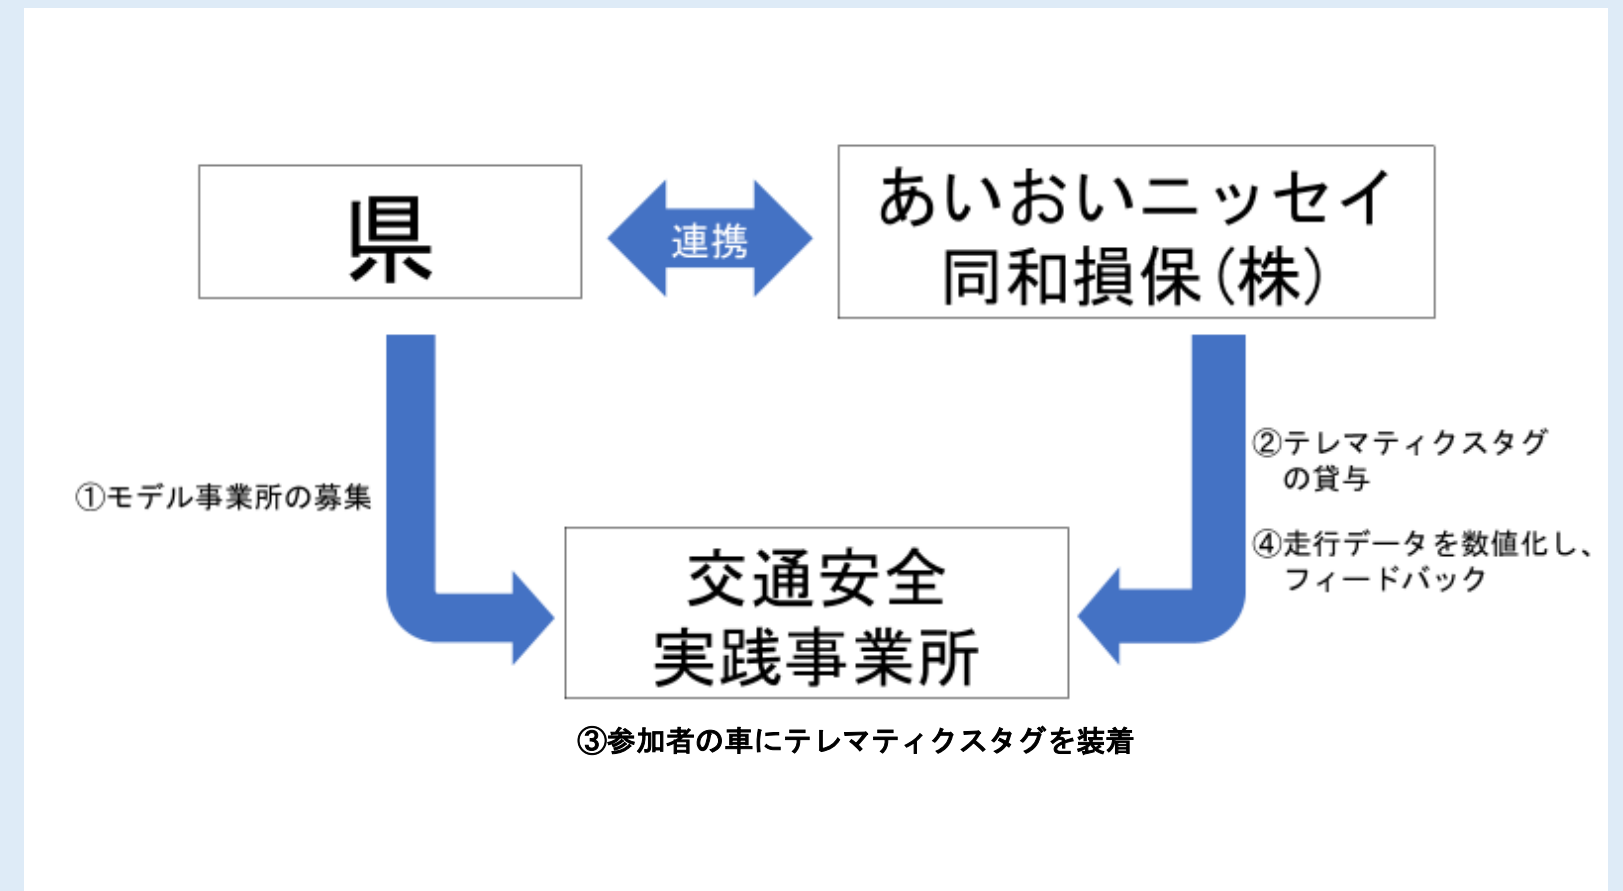 県
連携
あいおいニッセイ
同和損保(株)
①モデル事業所の募集
②テレマティクスタグ
の貸与
④走行データを数値化し、
フィードバック
交通安全
実践事業所
③参加者の車にテレマティクスタグを装着